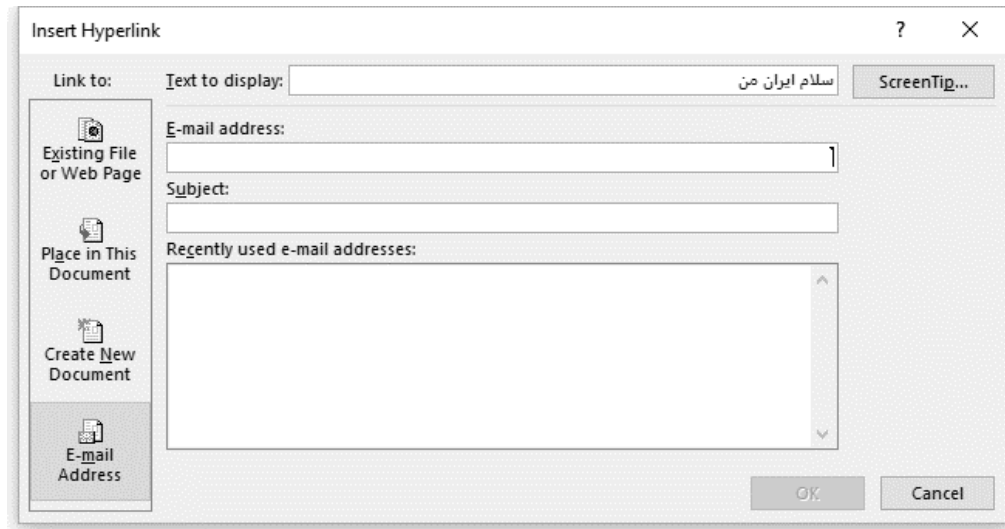 Insert Hyperlink ? X
Link to:
Text to display: سلام ایران من ScreenTip...
Existing File
or Web Page
Place in This
Document
Create New
Document
E-mail
Address
E-mail address:
Subject:
Recently used e-mail addresses:
OK Cancel